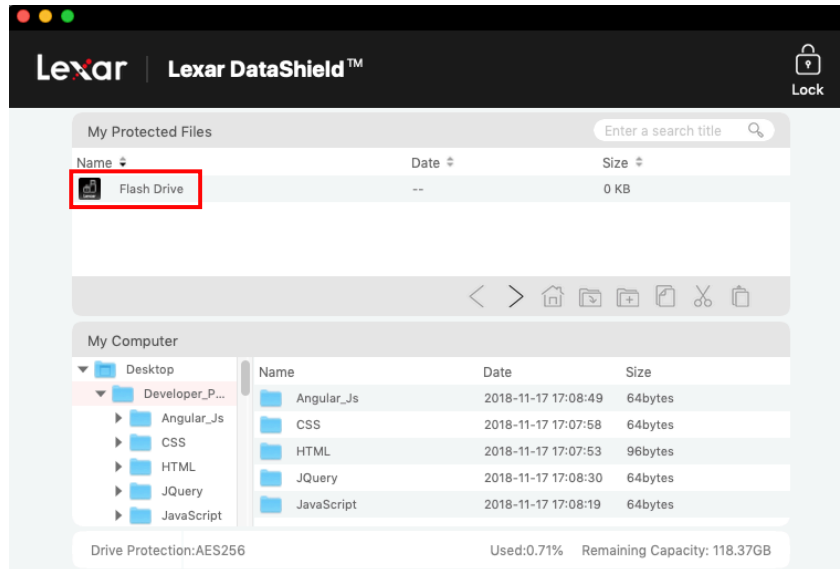 Lexar Lexar DataShield™
Lock
My Protected Files Enter a search title
Name Date Size
Flash Drive -- 0 KB
My Computer
Desktop
Developer_P...
Angular_Js
CSS
HTML
JQuery
JavaScript
Name Date Size
Angular_Js 2018-11-17 17:08:49 64bytes
CSS 2018-11-17 17:07:58 64bytes
HTML 2018-11-17 17:07:53 96bytes
JQuery 2018-11-17 17:08:30 64bytes
JavaScript 2018-11-17 17:08:19 64bytes
Drive Protection:AES256 Used:0.71% Remaining Capacity: 118.37GB